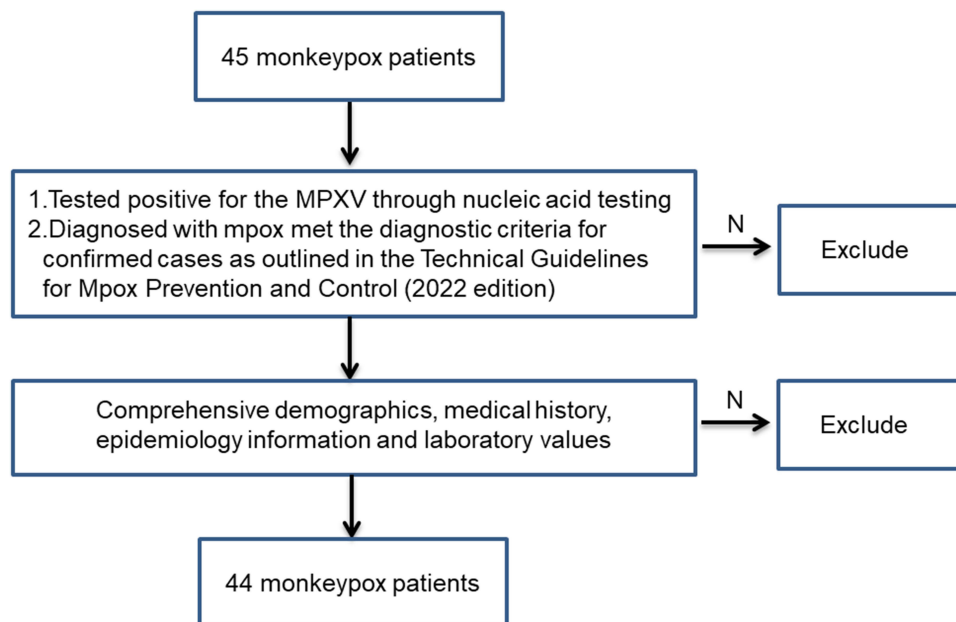 45 monkeypox patients
1.Tested positive for the MPXV through nucleic acid testing
2.Diagnosed with mpox met the diagnostic criteria for
confirmed cases as outlined in the Technical Guidelines
for Mpox Prevention and Control (2022 edition)
N
Exclude
Comprehensive demographics, medical history,
epidemiology information and laboratory values
N
Exclude
44 monkeypox patients